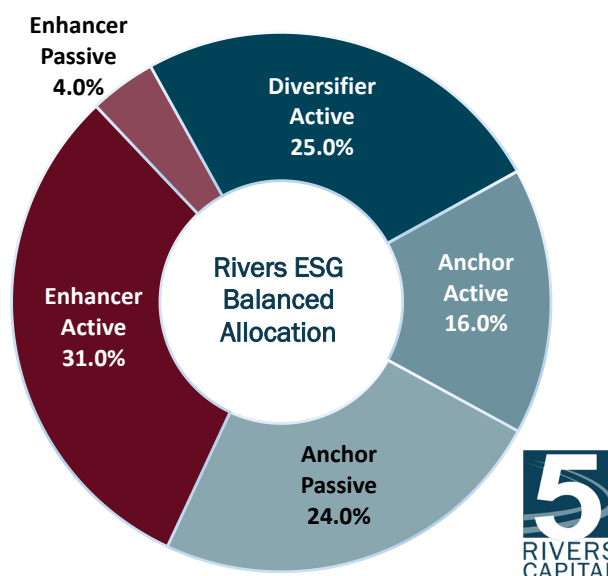 Enhancer
Passive
4.0%
Diversifier
Active
25.0%
Anchor
Active
16.0%
Anchor
Passive
24.0%
Enhancer
Active
31.0%
Rivers ESG
Balanced
Allocation
5
RIVERS
CAPITAL